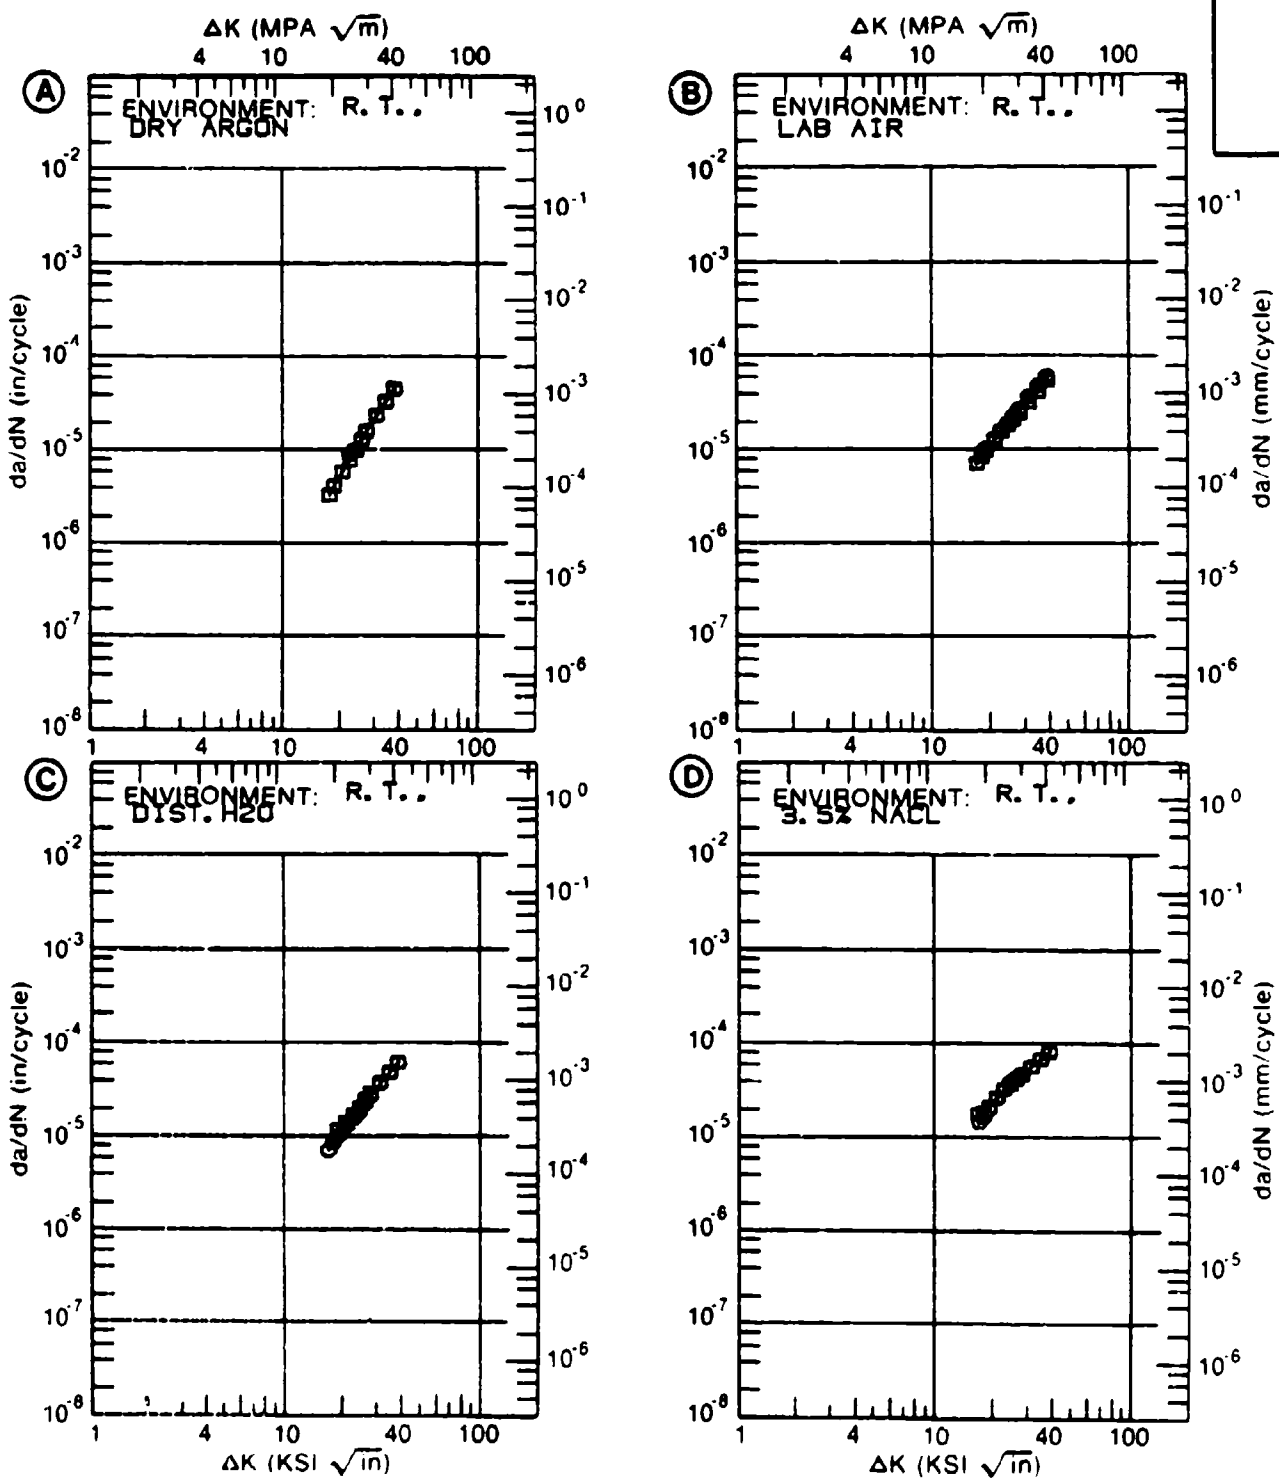 ΔK (MPA √m)
4 10 40 100
ΔK (MPA √m)
4 10 40 100
A
ENVIRONMENT: R. T.,
DRY ARGON
da/dN (in/cycle)
10⁻²
10⁻³
10⁻⁴
10⁻⁵
10⁻⁶
10⁻⁷
10⁻⁸
10⁰
10⁻¹
10⁻²
10⁻³
10⁻⁴
10⁻⁵
10⁻⁶
1 4 10 40 100
B
ENVIRONMENT: R. T.,
LAB AIR
10⁻²
10⁻³
10⁻⁴
10⁻⁵
10⁻⁶
10⁻⁷
10⁻⁸
10⁻¹
10⁻²
10⁻³
10⁻⁴
10⁻⁵
10⁻⁶
da/dN (mm/cycle)
1 4 10 40 100
C
ENVIRONMENT: R. T.,
DIST. H2O
da/dN (in/cycle)
10⁻²
10⁻³
10⁻⁴
10⁻⁵
10⁻⁶
10⁻⁷
10⁻⁸
10⁰
10⁻¹
10⁻²
10⁻³
10⁻⁴
10⁻⁵
10⁻⁶
1 4 10 40 100
ΔK (KSI √in)
D
ENVIRONMENT: R. T.,
3.5% NACL
10⁻²
10⁻³
10⁻⁴
10⁻⁵
10⁻⁶
10⁻⁷
10⁻⁸
10⁰
10⁻¹
10⁻²
10⁻³
10⁻⁴
10⁻⁵
10⁻⁶
da/dN (mm/cycle)
1 4 10 40 100
ΔK (KSI √in)